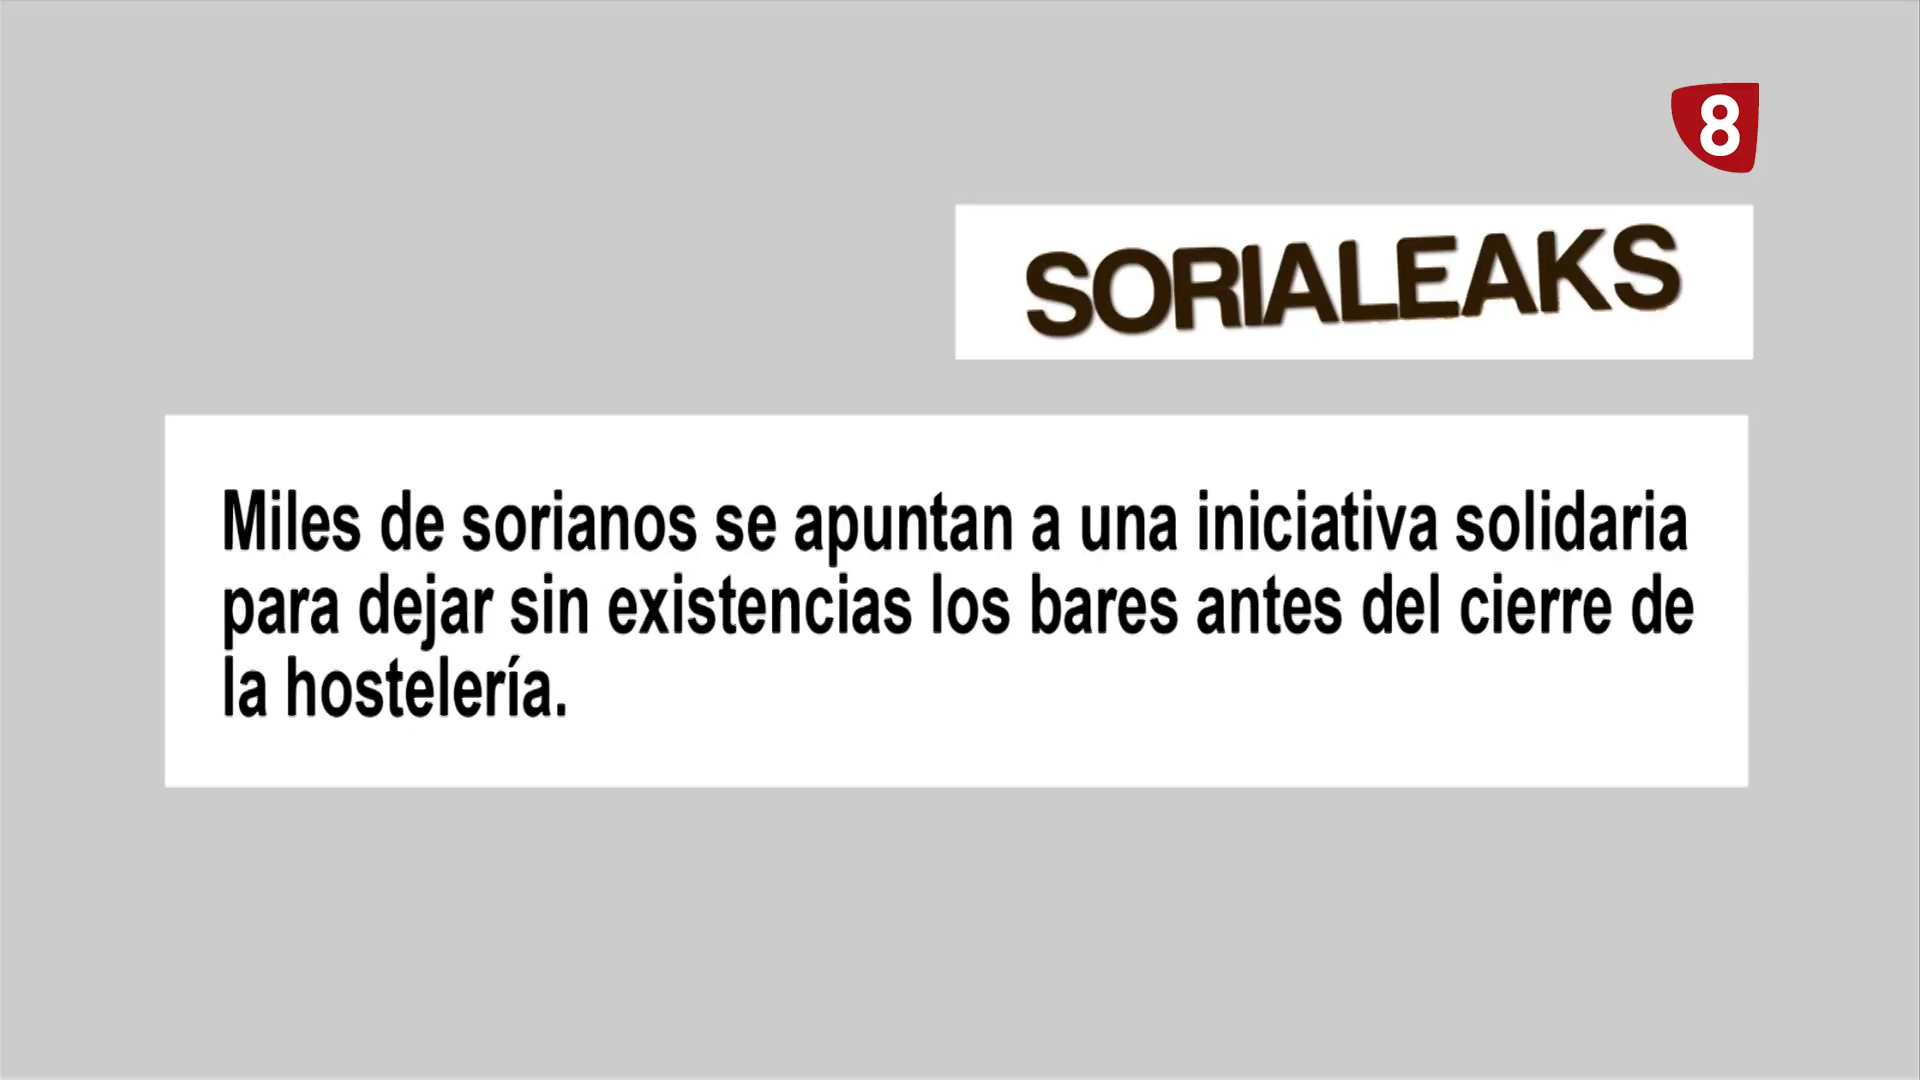 8
SORIALEAKS
Miles de sorianos se apuntan a una iniciativa solidaria
para dejar sin existencias los bares antes del cierre de
la hostelería.